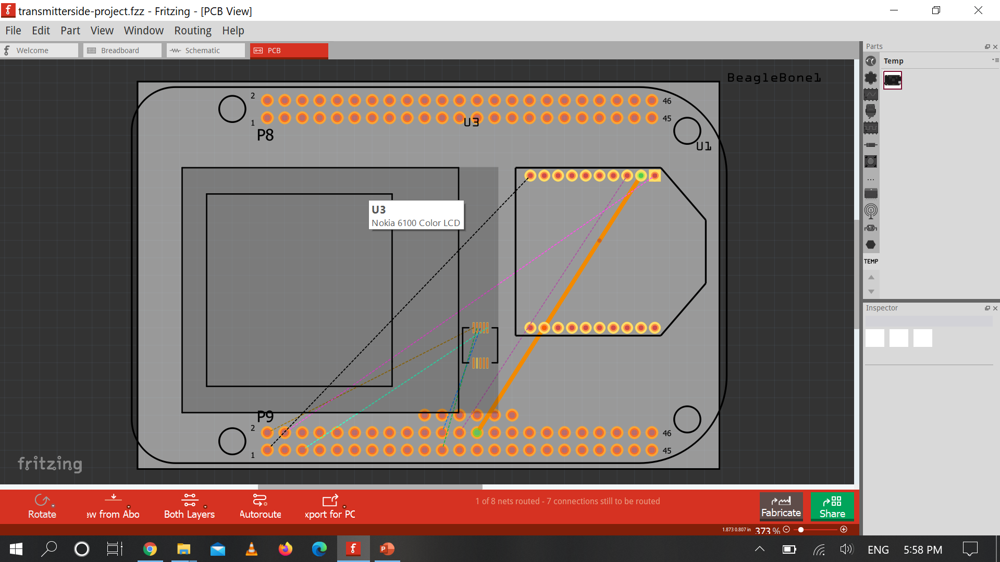 transmitterside-project.fzz - Fritzing - [PCB View]
File Edit Part View Window Routing Help
Welcome Breadboard Schematic PCB
Parts
Temp
BeagleBone1
2 46
1 45
U3
P8
U1
U3
Nokia 6100 Color LCD
...
TEMP
Inspector
P9
2 46
1 45
fritzing
Rotate
ew from Abo
Both Layers
Autoroute
xport for PC
1 of 8 nets routed - 7 connections still to be routed
Fabricate
Share
1.873 0.807 in 373 %
ENG 5:58 PM